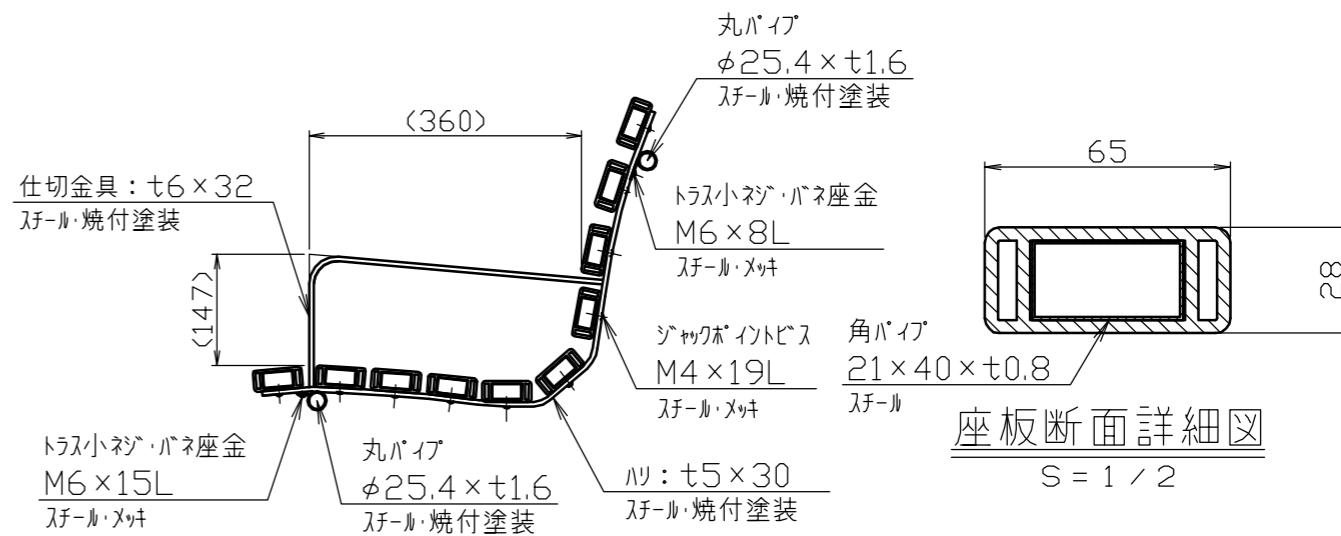 丸パイプ
φ25.4×t1.6
スチール・焼付塗装
(360)
仕切金具：t6×32
スチール・焼付塗装
(147)
トラス小ネジ・バネ座金
M6×8L
スチール・メッキ
ジャックポイントビス
M4×19L
スチール・メッキ
トラス小ネジ・バネ座金
M6×15L
スチール・メッキ
丸パイプ
φ25.4×t1.6
スチール・焼付塗装
ハリ：t5×30
スチール・焼付塗装
65
28
角パイプ
21×40×t0.8
スチール
座板断面詳細図
S=1/2